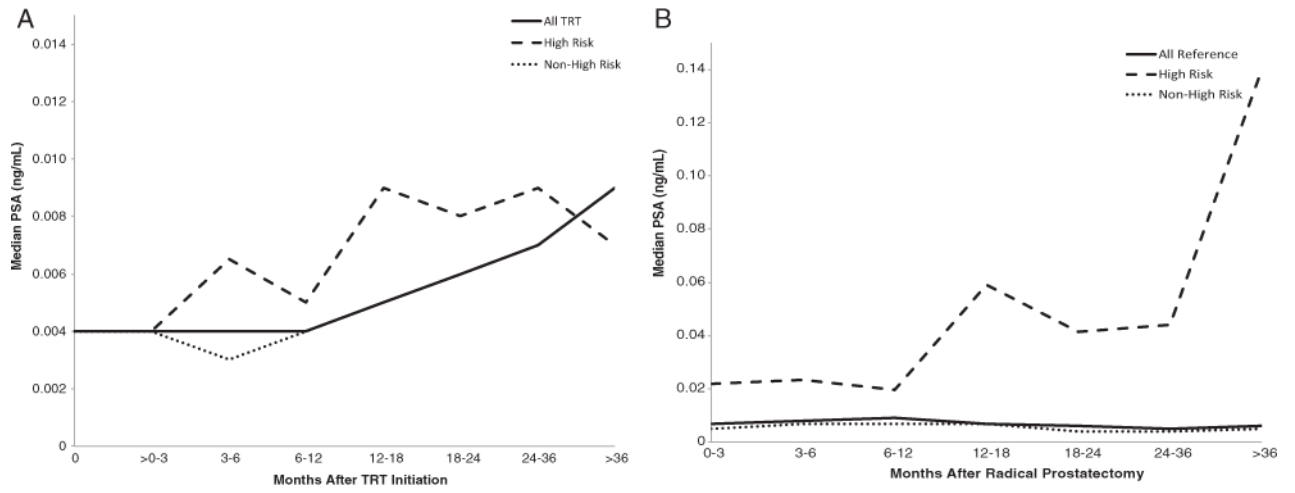 A
All TRT
High Risk
Non-High Risk
0.014
0.012
0.010
0.008
0.006
0.004
0.002
0
Median PSA (ng/mL)
0 >0-3 3-6 6-12 12-18 18-24 24-36 >36
Months After TRT Initiation
B
All Reference
High Risk
Non-High Risk
0.14
0.12
0.10
0.08
0.06
0.04
0.02
0
Median PSA (ng/mL)
0-3 3-6 6-12 12-18 18-24 24-36 >36
Months After Radical Prostatectomy